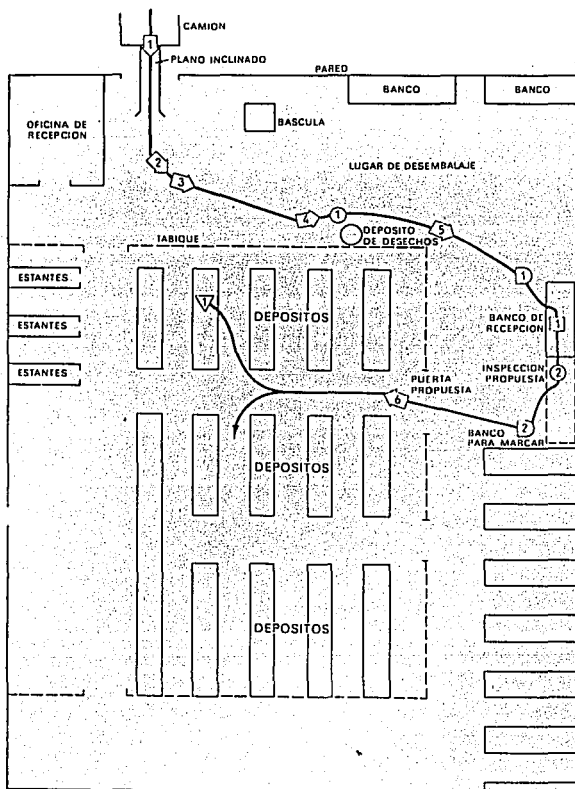 CAMION
1
PLANO INCLINADO
PARED
BANCO
BANCO
OFICINA DE
RECEPCION
BASCULA
2
3
LUGAR DE DESEMBALAJE
4
1
5
DEPOSITO
DE DESECHOS
TABIQUE
1
ESTANTES
ESTANTES
ESTANTES
1
DEPOSITOS
BANCO DE
RECEPCION
1
INSPECCION
PROPUESTA
2
PUERTA
PROPUESTA
6
2
BANCO
PARA MARCAR
DEPOSITOS
DEPOSITOS